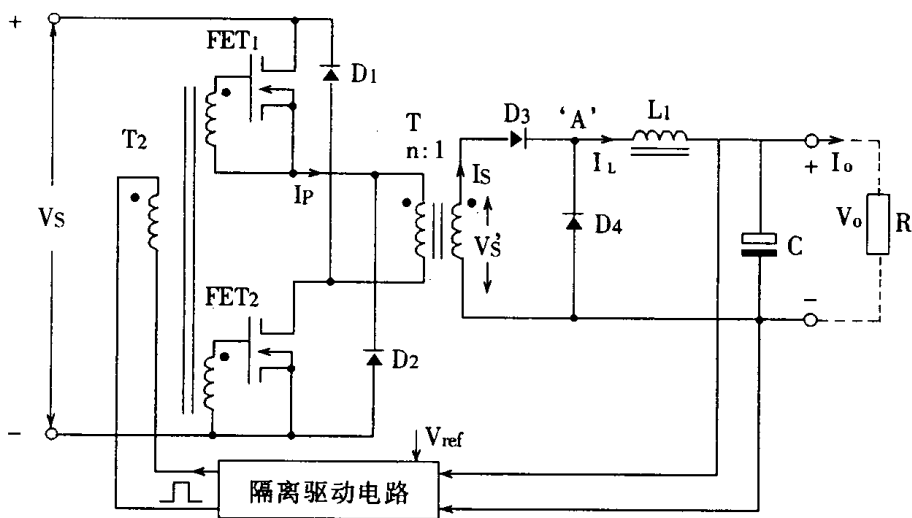 +
FET1
D1
T2
T
n:1
D3
'A'
L1
IP
IS
IL
+
Io
VS
VS'
D4
C
Vo
R
FET2
D2
−
−
Vref
隔离驱动电路